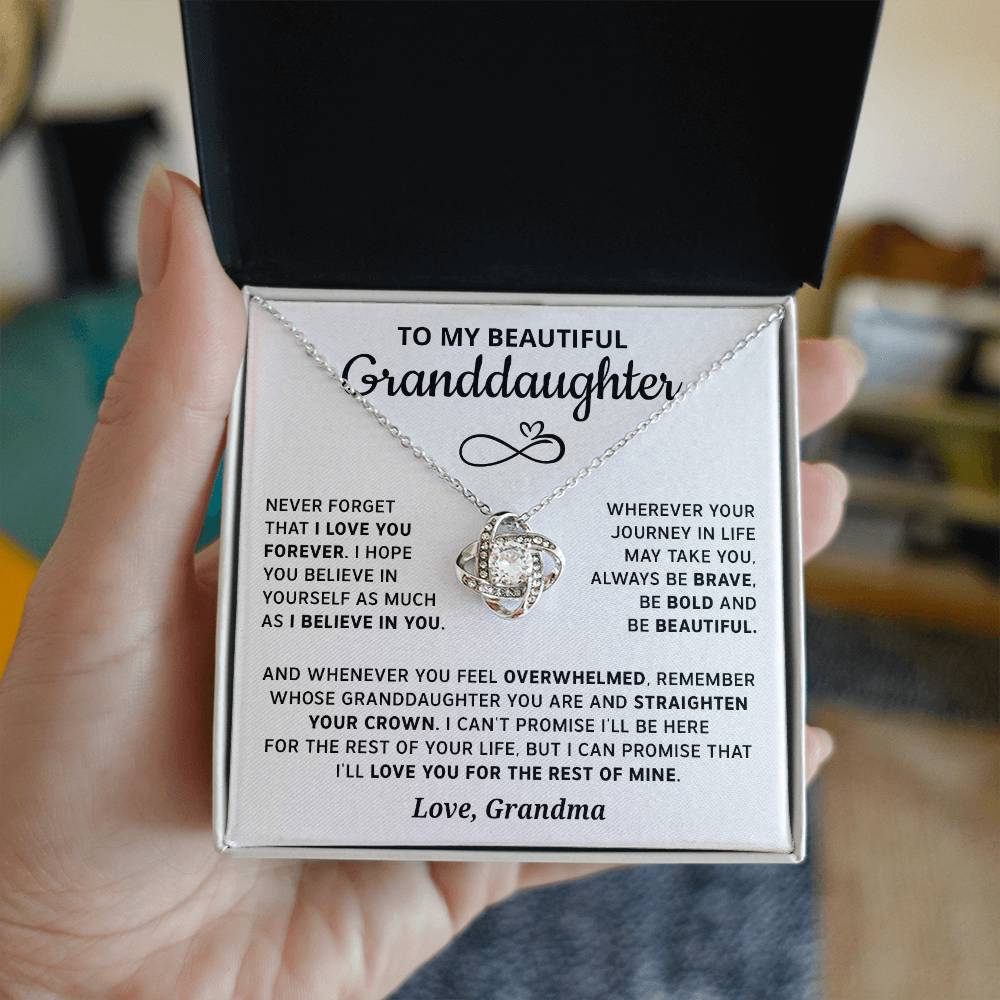 TO MY BEAUTIFUL
Granddaughter
NEVER FORGET
THAT I LOVE YOU
FOREVER. I HOPE
YOU BELIEVE IN
YOURSELF AS MUCH
AS I BELIEVE IN YOU.
WHEREVER YOUR
JOURNEY IN LIFE
MAY TAKE YOU,
ALWAYS BE BRAVE,
BE BOLD AND
BE BEAUTIFUL.
AND WHENEVER YOU FEEL OVERWHELMED, REMEMBER
WHOSE GRANDDAUGHTER YOU ARE AND STRAIGHTEN
YOUR CROWN. I CAN'T PROMISE I'LL BE HERE
FOR THE REST OF YOUR LIFE, BUT I CAN PROMISE THAT
I'LL LOVE YOU FOR THE REST OF MINE.
Love, Grandma